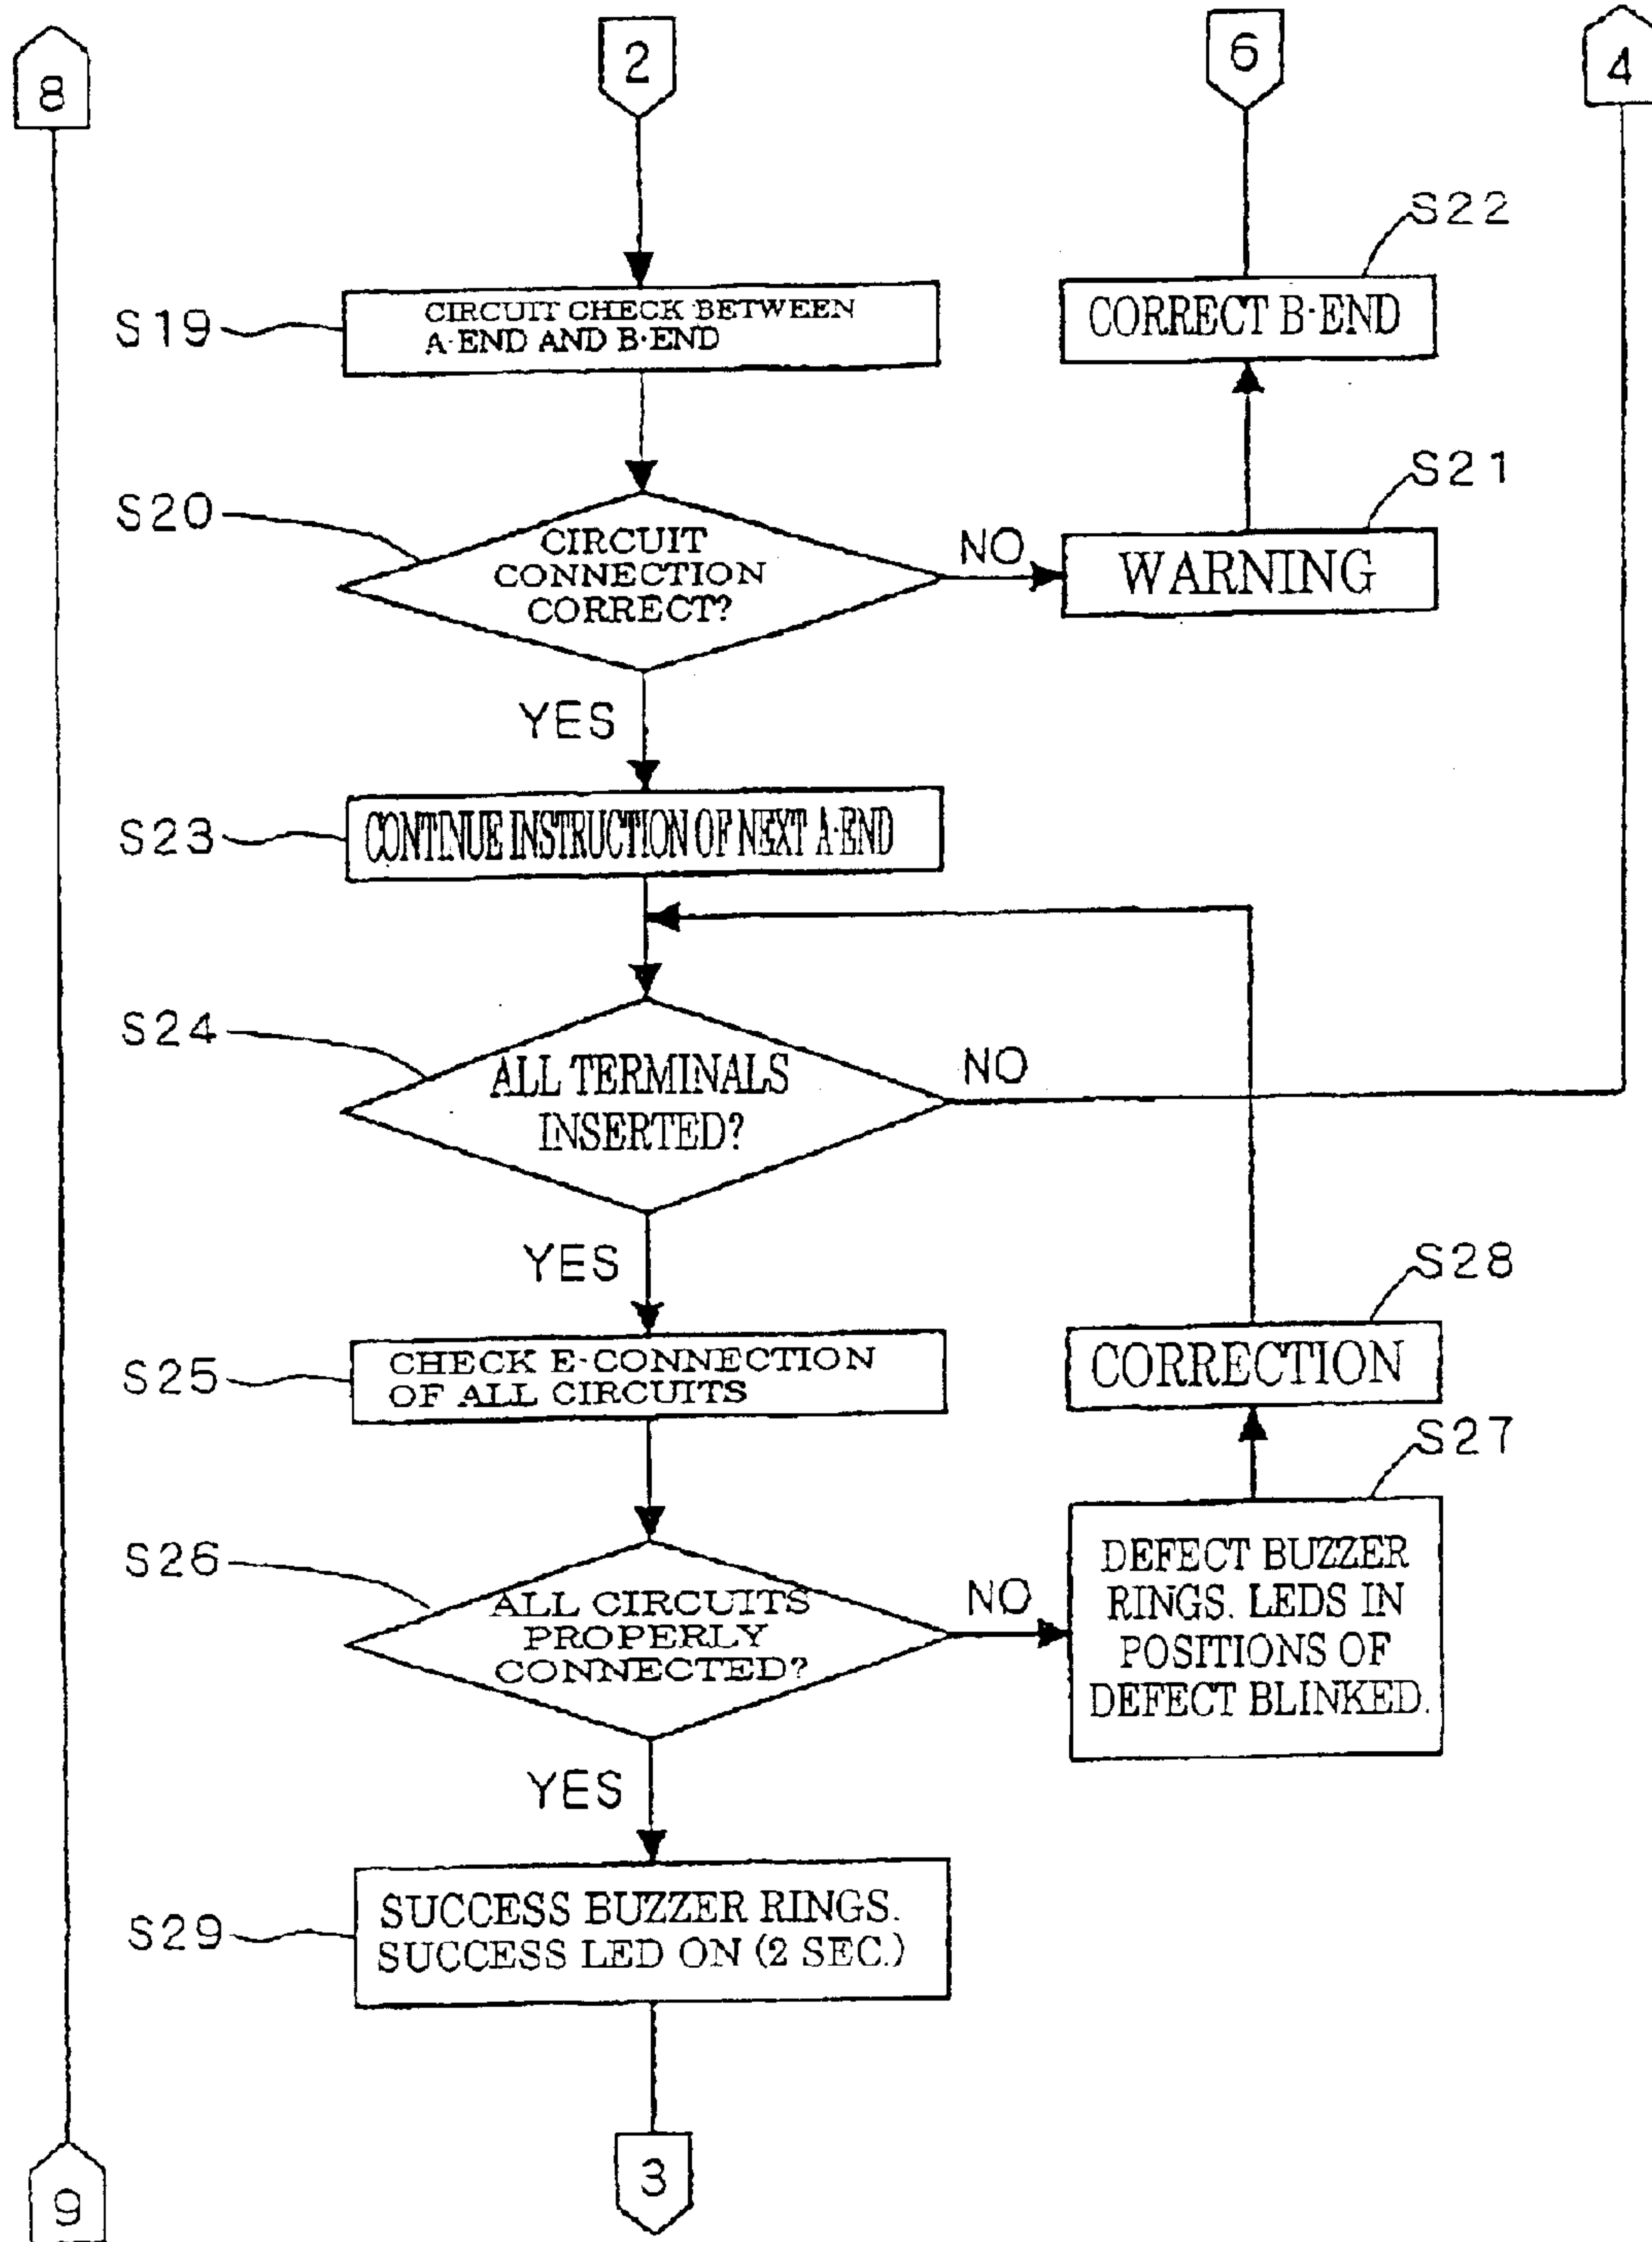 8
2
6
4
S22
S19
CIRCUIT CHECK BETWEEN
A-END AND B-END
CORRECT B-END
S21
S20
CIRCUIT
CONNECTION
CORRECT?
NO
WARNING
YES
S23
CONTINUE INSTRUCTION OF NEXT A-END
S24
ALL TERMINALS
INSERTED?
NO
YES
S28
S25
CHECK E-CONNECTION
OF ALL CIRCUITS
CORRECTION
S27
S26
ALL CIRCUITS
PROPERLY
CONNECTED?
NO
DEFECT BUZZER
RINGS. LEDS IN
POSITIONS OF
DEFECT BLINKED.
YES
S29
SUCCESS BUZZER RINGS.
SUCCESS LED ON (2 SEC.)
3
9